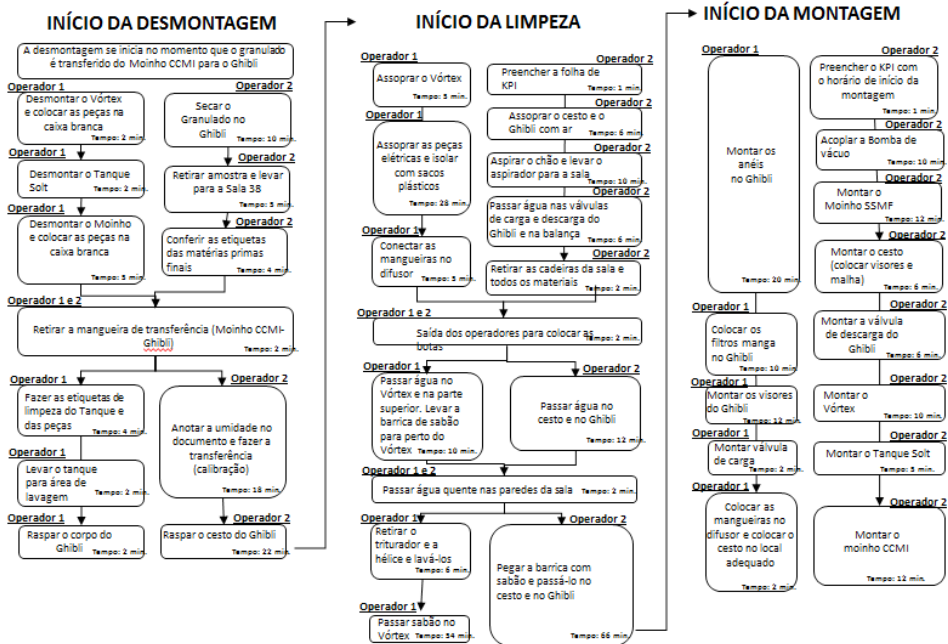 INÍCIO DA DESMONTAGEM
A desmontagem se inicia no momento que o granulado
é transferido do Moinho CCMI para o Ghibli
Operador 1
Desmontar o Vórtex
e colocar as peças na
caixa branca
Tempo: 2 min.
Operador 1
Desmontar o Tanque
Solt
Tempo: 2 min.
Operador 1
Desmontar o Moinho
e colocar as peças na
caixa branca
Tempo: 5 min.
Operador 2
Secar o
Granulado no
Ghibli
Tempo: 10 min.
Operador 2
Retirar amostra e levar
para a Sala 38
Tempo: 5 min.
Operador 2
Conferir as etiquetas
das matérias primas
finais
Tempo: 4 min.
Operador 1 e 2
Retirar a mangueira de transferência (Moinho CCMI-
Ghibli)
Tempo: 2 min.
Operador 1
Fazer as etiquetas de
limpeza do Tanque e
das peças
Tempo: 4 min.
Operador 1
Levar o tanque
para área de
lavagem
Tempo: 2 min.
Operador 1
Raspar o corpo do
Ghibli
Tempo: 2 min.
Operador 2
Anotar a umidade no
documento e fazer a
transferência
(calibração)
Tempo: 18 min.
Operador 2
Raspar o cesto do Ghibli
Tempo: 22 min.
INÍCIO DA LIMPEZA
Operador 1
Assoprar o Vórtex
Tempo: 5 min.
Operador 1
Assoprar as peças
elétricas e isolar
com sacos
plásticos
Tempo: 28 min.
Operador 1
Conectar as
mangueiras no
difusor
Tempo: 5 min.
Operador 2
Preencher a folha de
KPI
Tempo: 1 min.
Operador 2
Assoprar o cesto e o
Ghibli com ar
Tempo: 6 min.
Operador 2
Aspirar o chão e levar o
aspirador para a sala
Tempo: 10 min.
Operador 2
Passar água nas válvulas
de carga e descarga do
Ghibli e na balança
Tempo: 6 min.
Operador 2
Retirar as cadeiras da sala e
todos os materiais
Tempo: 2 min.
Operador 1 e 2
Saída dos operadores para colocar as
botas
Tempo: 2 min.
Operador 1
Passar água no
Vórtex e na parte
superior. Levar a
barrica de sabão
para perto do
Vórtex
Tempo: 10 min.
Operador 2
Passar água no
cesto e no Ghibli
Tempo: 12 min.
Operador 1 e 2
Passar água quente nas paredes da sala
Tempo: 2 min.
Operador 1
Retirar o
triturador e a
hélice e lavá-los
Tempo: 6 min.
Operador 1
Passar sabão no
Vórtex
Tempo: 54 min.
Operador 2
Pegar a barrica com
sabão e passá-lo no
cesto e no Ghibli
Tempo: 66 min.
INÍCIO DA MONTAGEM
Operador 1
Montar os
anéis
no Ghibli
Tempo: 20 min.
Operador 1
Colocar os
filtros manga
no Ghibli
Tempo: 10 min.
Operador 1
Montar os visores
do Ghibli
Tempo: 12 min.
Operador 1
Montar válvula
de carga
Tempo: 2 min.
Operador 1
Colocar as
mangueiras no
difusor e colocar o
cesto no local
adequado
Tempo: 2 min.
Operador 2
Preencher o KPI com
o horário de início da
montagem
Tempo: 1 min.
Operador 2
Acoplar a Bomba de
vácuo
Tempo: 10 min.
Operador 2
Montar o
Moinho SSMF
Tempo: 12 min.
Operador 2
Montar o cesto
(colocar visores e
malha)
Tempo: 6 min.
Operador 2
Montar a válvula
de descarga do
Ghibli
Tempo: 6 min.
Operador 2
Montar o
Vórtex
Tempo: 10 min.
Operador 2
Montar o Tanque Solt
Tempo: 5 min.
Operador 2
Montar o
moinho CCMI
Tempo: 12 min.